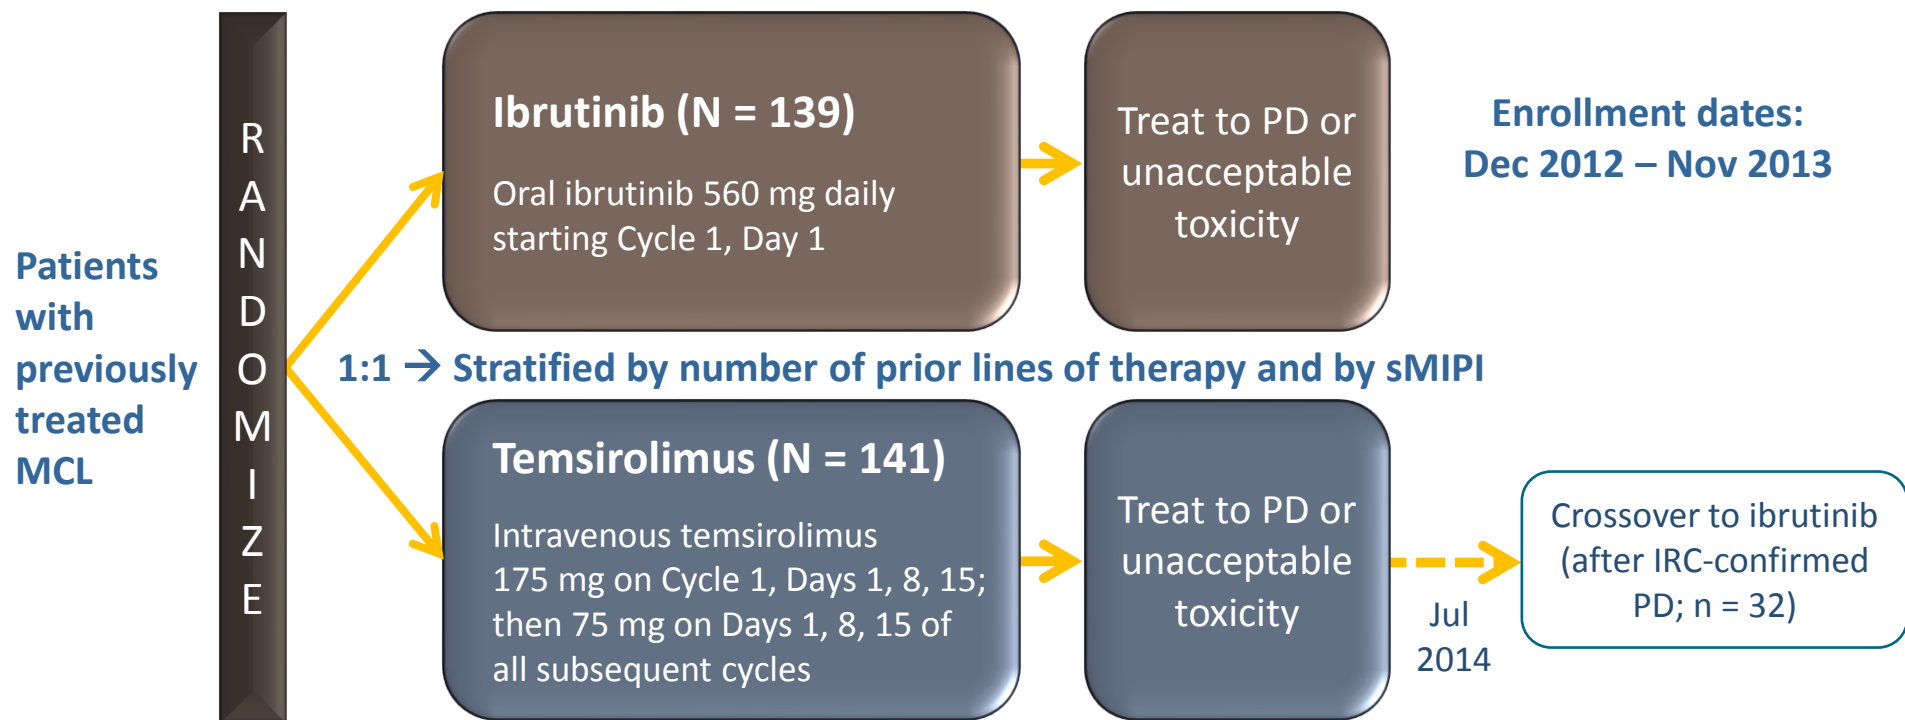 Patients
with
previously
treated
MCL
RANDOMIZE
Ibrutinib (N = 139)
Oral ibrutinib 560 mg daily
starting Cycle 1, Day 1
Treat to PD or
unacceptable
toxicity
Enrollment dates:
Dec 2012 – Nov 2013
1:1 → Stratified by number of prior lines of therapy and by sMIPI
Temsirolimus (N = 141)
Intravenous temsirolimus
175 mg on Cycle 1, Days 1, 8, 15;
then 75 mg on Days 1, 8, 15 of
all subsequent cycles
Treat to PD or
unacceptable
toxicity
Jul
2014
Crossover to ibrutinib
(after IRC-confirmed
PD; n = 32)